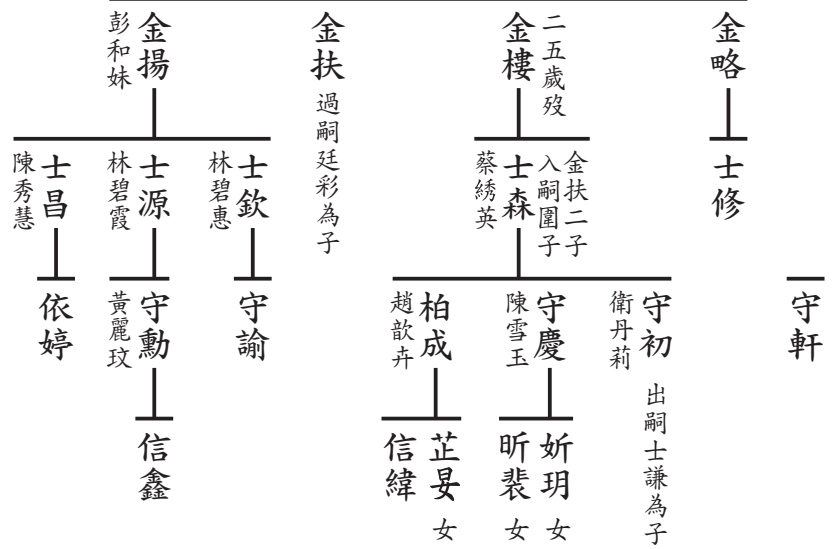 金略
二五歲歿
金樓
金扶 過嗣廷彩為子
金揚
彭和妹
士修
金扶二子
入嗣圍子
士森
蔡綉英
士欽
林碧惠
士源
林碧霞
士昌
陳秀慧
守軒
守初 出嗣士謙為子
衛丹莉
守慶
陳雪玉
柏成
趙歆卉
守諭
守勳
黃麗玟
依婷
妡玥 女
昕裴 女
芷妟 女
信緯
信鑫